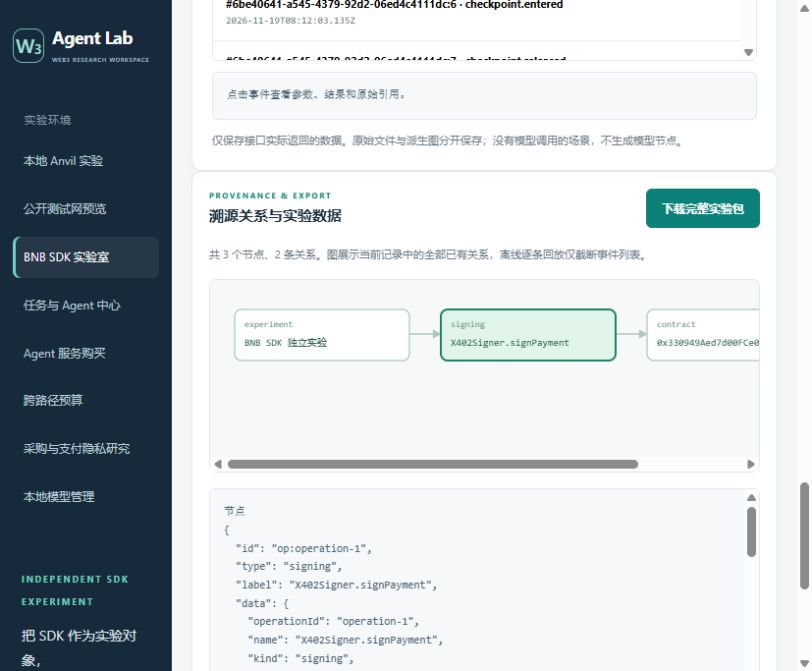 W3 Agent Lab
WEB3 RESEARCH WORKSPACE
实验环境
本地 Anvil 实验
公开测试网预览
BNB SDK 实验室
任务与 Agent 中心
Agent 服务购买
跨路径预算
采购与支付隐私研究
本地模型管理
INDEPENDENT SDK
EXPERIMENT
把 SDK 作为实验对
象，
#6be40641-a545-4379-92d2-06ed4c4111dc:6 · checkpoint.entered
2026-11-19T08:12:03.135Z
#6be40641-a545-4379-92d2-06ed4c4111dc:7 · checkpoint.released
点击事件查看参数、结果和原始引用。
仅保存接口实际返回的数据。原始文件与派生图分开保存；没有模型调用的场景，不生成模型节点。
PROVENANCE & EXPORT
溯源关系与实验数据
下载完整实验包
共 3 个节点、2 条关系。图展示当前记录中的全部已有关系，离线逐条回放仅截断事件列表。
experiment
BNB SDK 独立实验
signing
X402Signer.signPayment
contract
0x330949Aed7d00FCe0
节点
{
"id": "op:operation-1",
"type": "signing",
"label": "X402Signer.signPayment",
"data": {
"operationId": "operation-1",
"name": "X402Signer.signPayment",
"kind": "signing",